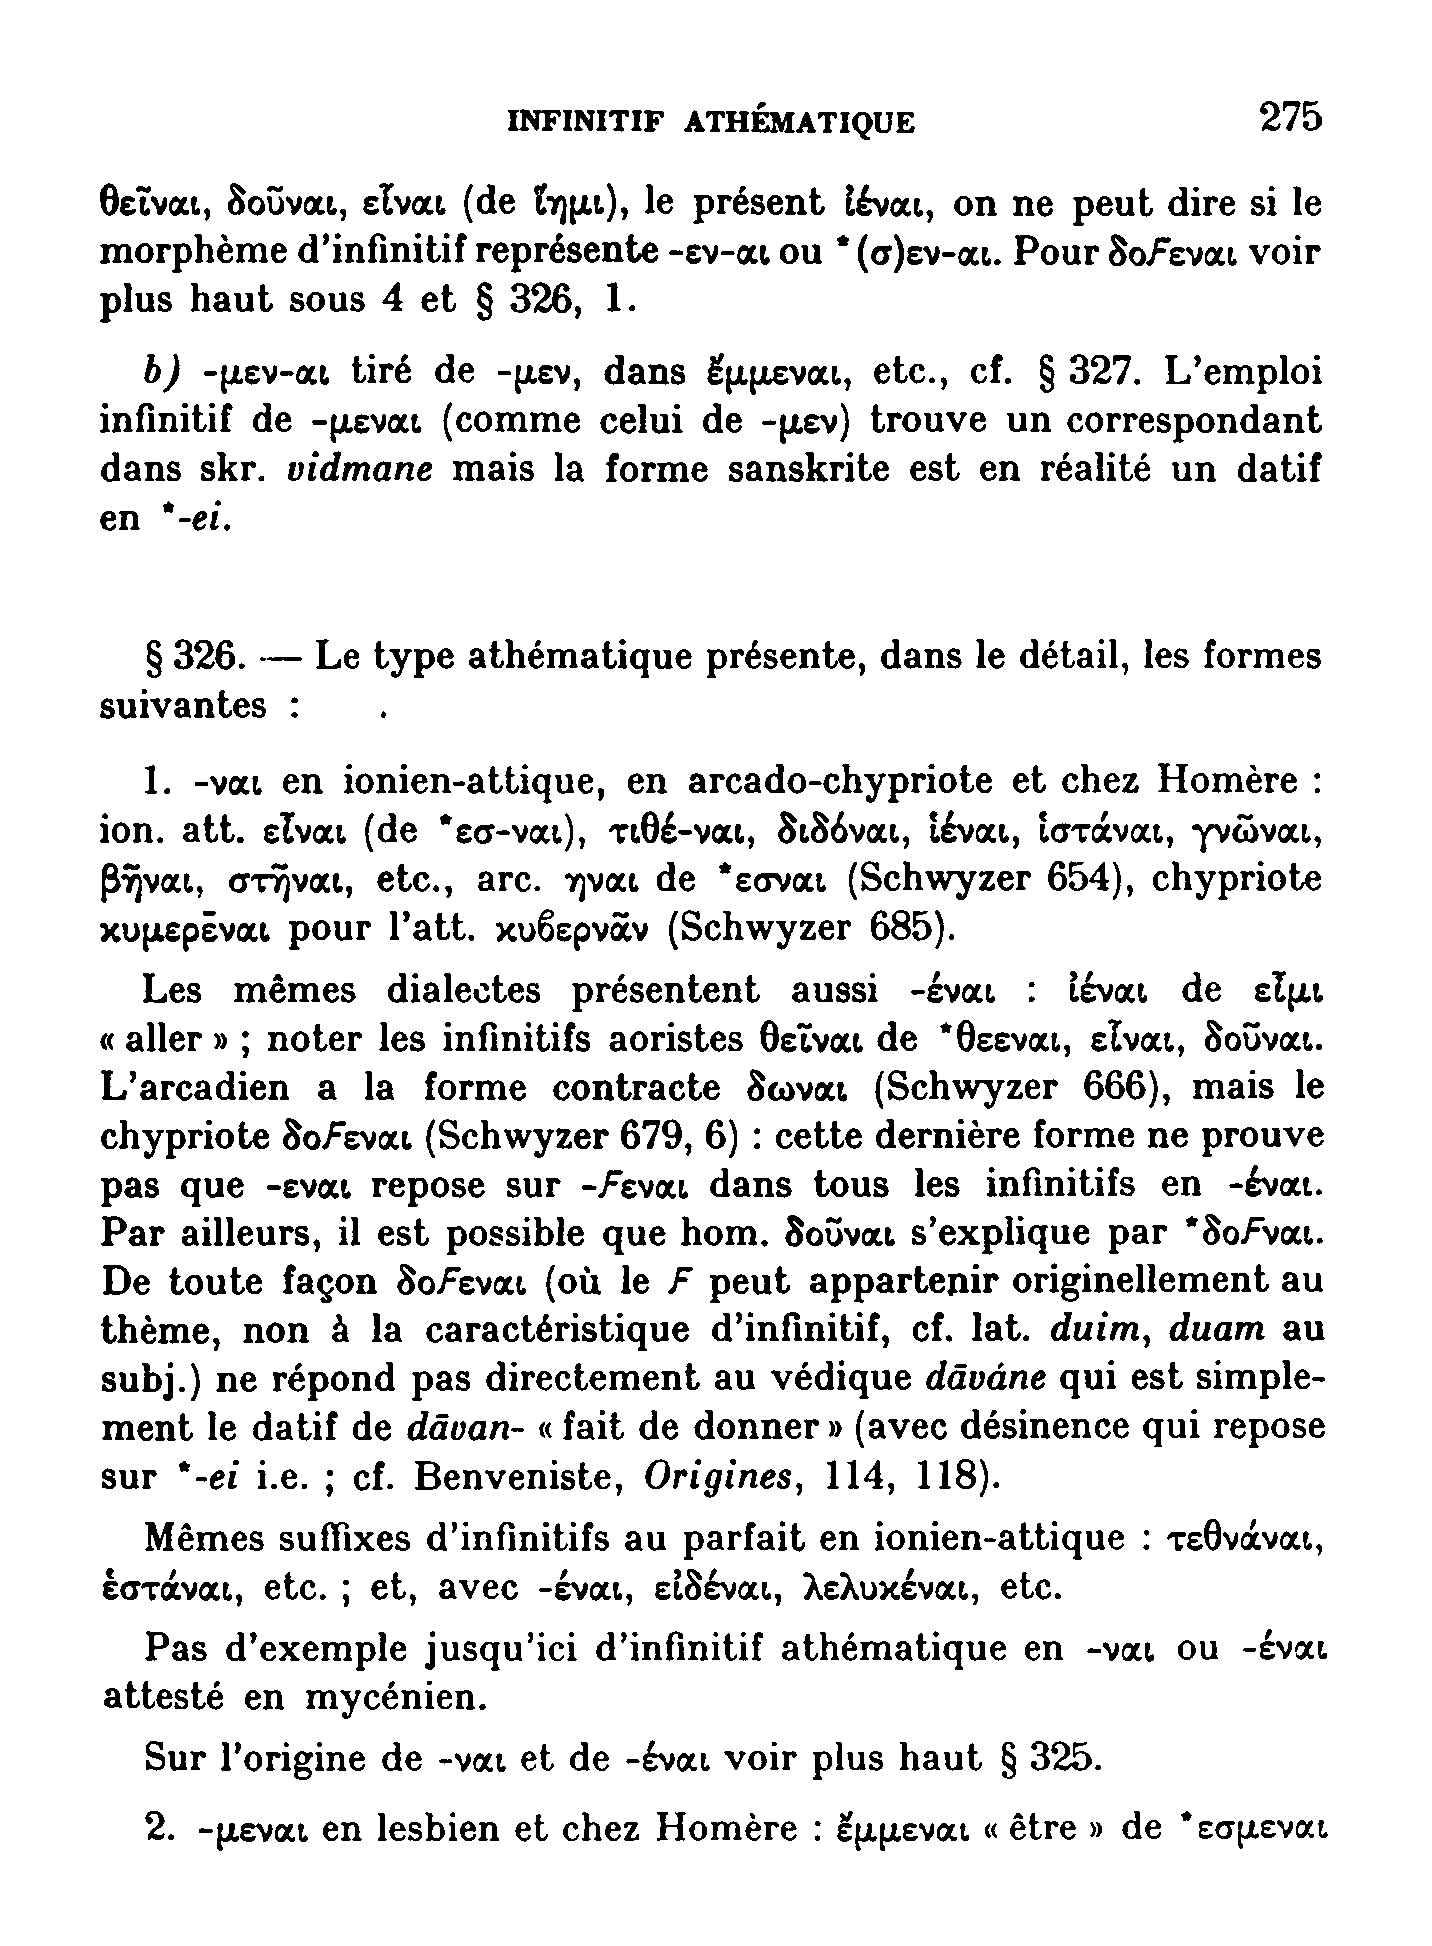 INFINITIF ATHÉMATIQUE 275
θεῖναι, δοῦναι, εἶναι (de ἵημι), le présent ἰέναι, on ne peut dire si le
morphème d'infinitif représente -εν-αι ou *(σ)εν-αι. Pour δοϜεναι voir
plus haut sous 4 et § 326, 1.
b) -μεν-αι tiré de -μεν, dans ἔμμεναι, etc., cf. § 327. L'emploi
infinitif de -μεναι (comme celui de -μεν) trouve un correspondant
dans skr. vidmane mais la forme sanskrite est en réalité un datif
en *-ei.
§ 326. — Le type athématique présente, dans le détail, les formes
suivantes :
1. -ναι en ionien-attique, en arcado-chypriote et chez Homère :
ion. att. εἶναι (de *εσ-ναι), τιθέ-ναι, διδόναι, ἰέναι, ἱστάναι, γνῶναι,
βῆναι, στῆναι, etc., arc. ηναι de *εσναι (Schwyzer 654), chypriote
κυμερε̄ναι pour l'att. κυϐερνᾶν (Schwyzer 685).
Les mêmes dialectes présentent aussi -έναι : ἰέναι de εἶμι
« aller » ; noter les infinitifs aoristes θεῖναι de *θεεναι, εἶναι, δοῦναι.
L'arcadien a la forme contracte δωναι (Schwyzer 666), mais le
chypriote δοϜεναι (Schwyzer 679, 6) : cette dernière forme ne prouve
pas que -εναι repose sur -Ϝεναι dans tous les infinitifs en -έναι.
Par ailleurs, il est possible que hom. δοῦναι s'explique par *δοϜναι.
De toute façon δοϜεναι (où le Ϝ peut appartenir originellement au
thème, non à la caractéristique d'infinitif, cf. lat. duim, duam au
subj.) ne répond pas directement au védique dāváne qui est simple-
ment le datif de dāvan- « fait de donner » (avec désinence qui repose
sur *-ei i.e. ; cf. Benveniste, Origines, 114, 118).
Mêmes suffixes d'infinitifs au parfait en ionien-attique : τεθνάναι,
ἑστάναι, etc. ; et, avec -έναι, εἰδέναι, λελυκέναι, etc.
Pas d'exemple jusqu'ici d'infinitif athématique en -ναι ou -έναι
attesté en mycénien.
Sur l'origine de -ναι et de -έναι voir plus haut § 325.
2. -μεναι en lesbien et chez Homère : ἔμμεναι « être » de *εσμεναι